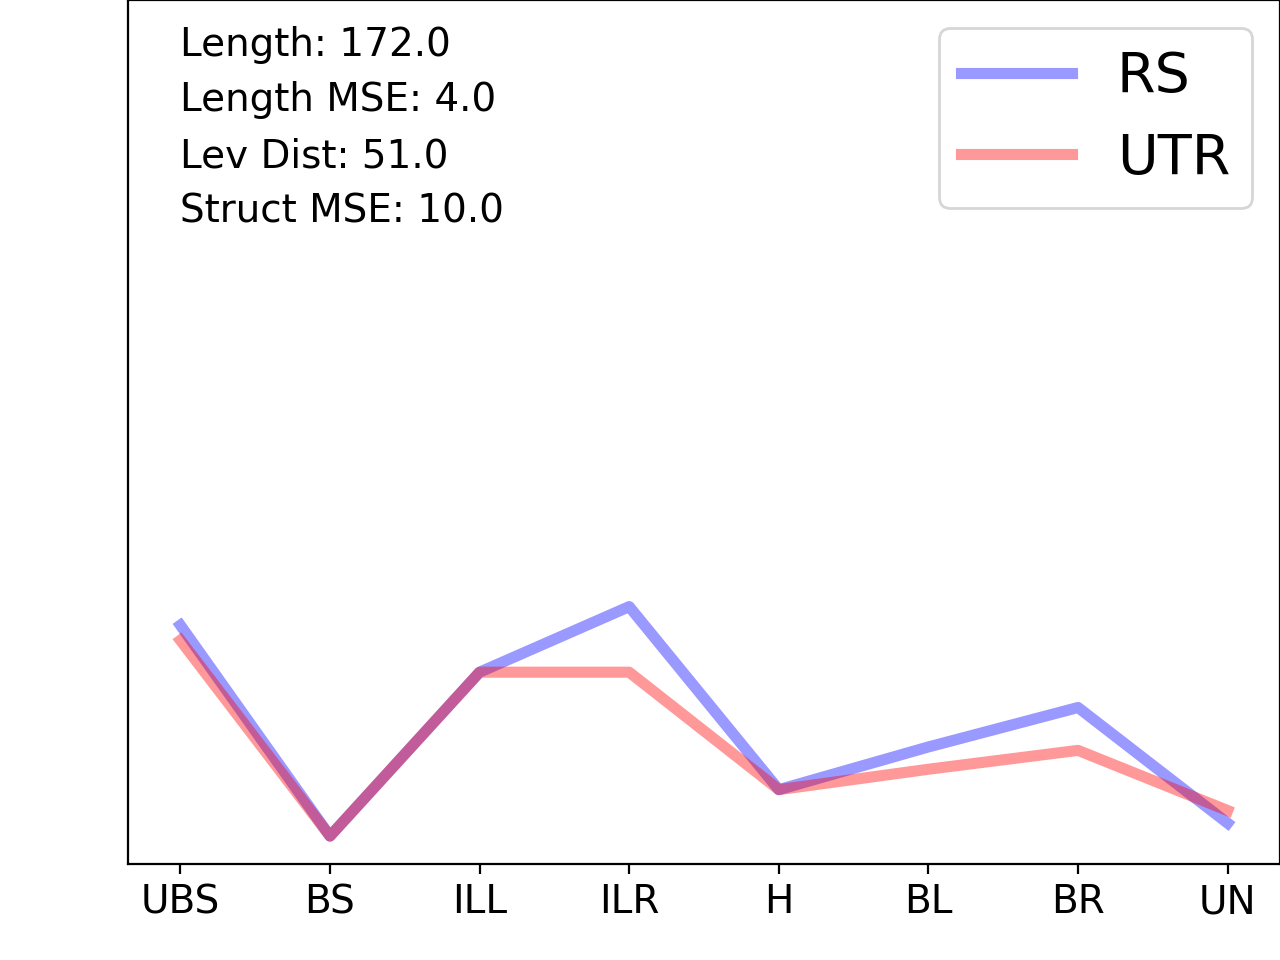 Length: 172.0
Length MSE: 4.0
Lev Dist: 51.0
Struct MSE: 10.0
RS
UTR
UBS BS ILL ILR H BL BR UN